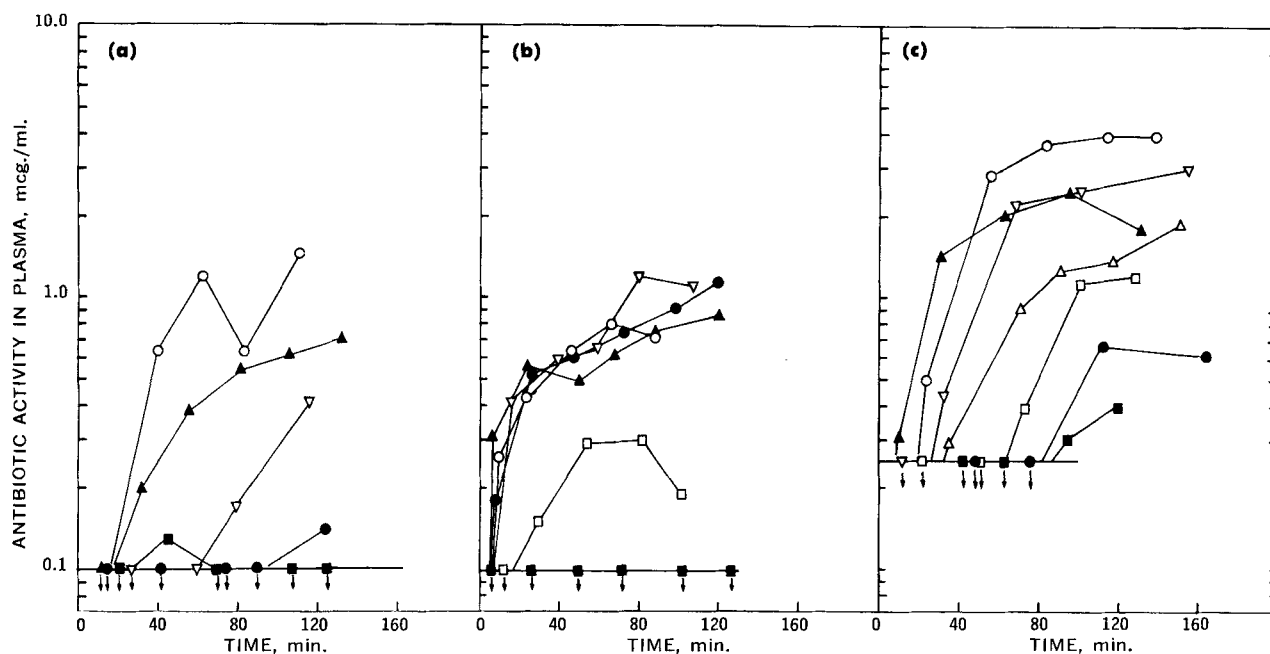 ANTIBIOTIC ACTIVITY IN PLASMA, mcg./ml.
10.0
1.0
0.1
(a)
(b)
(c)
0 40 80 120 160
0 40 80 120 160
0 40 80 120 160
TIME, min.
TIME, min.
TIME, min.